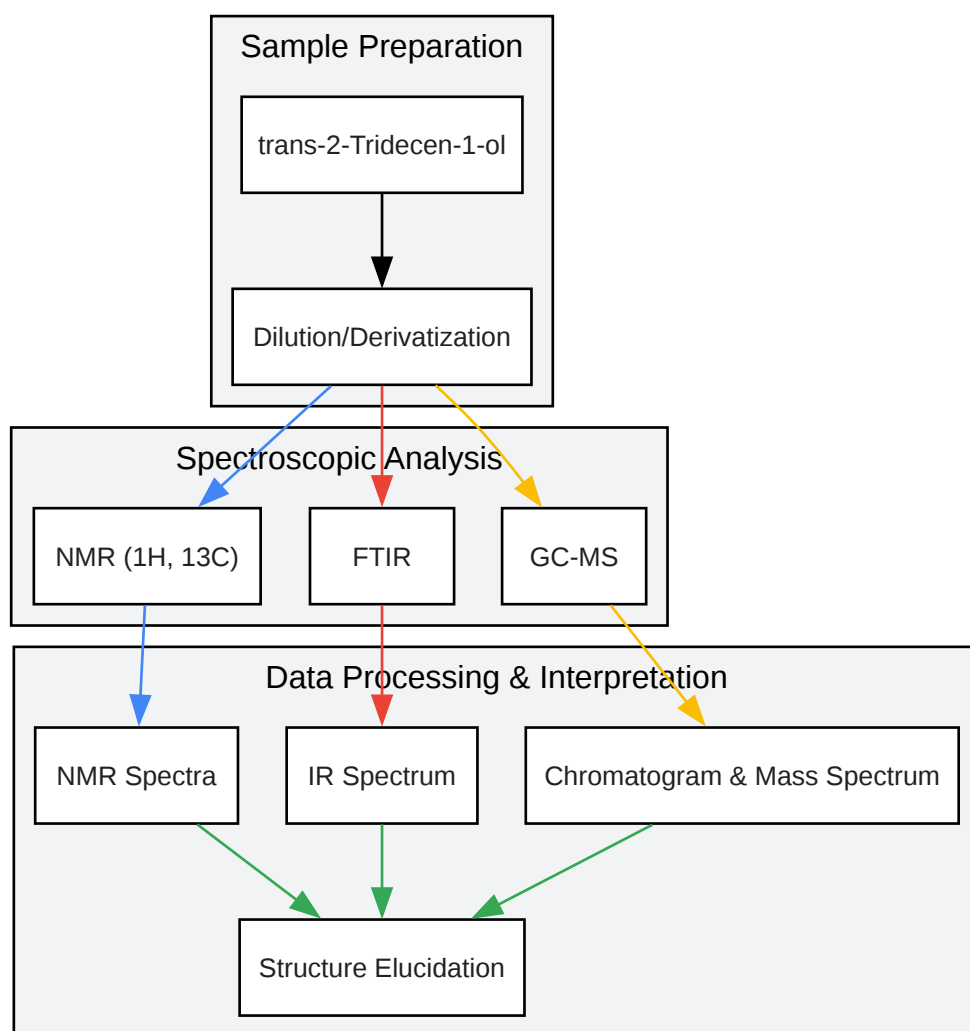 Sample Preparation
trans-2-Tridecen-1-ol
Dilution/Derivatization
Spectroscopic Analysis
NMR (1H, 13C)
FTIR
GC-MS
Data Processing & Interpretation
NMR Spectra
IR Spectrum
Chromatogram & Mass Spectrum
Structure Elucidation